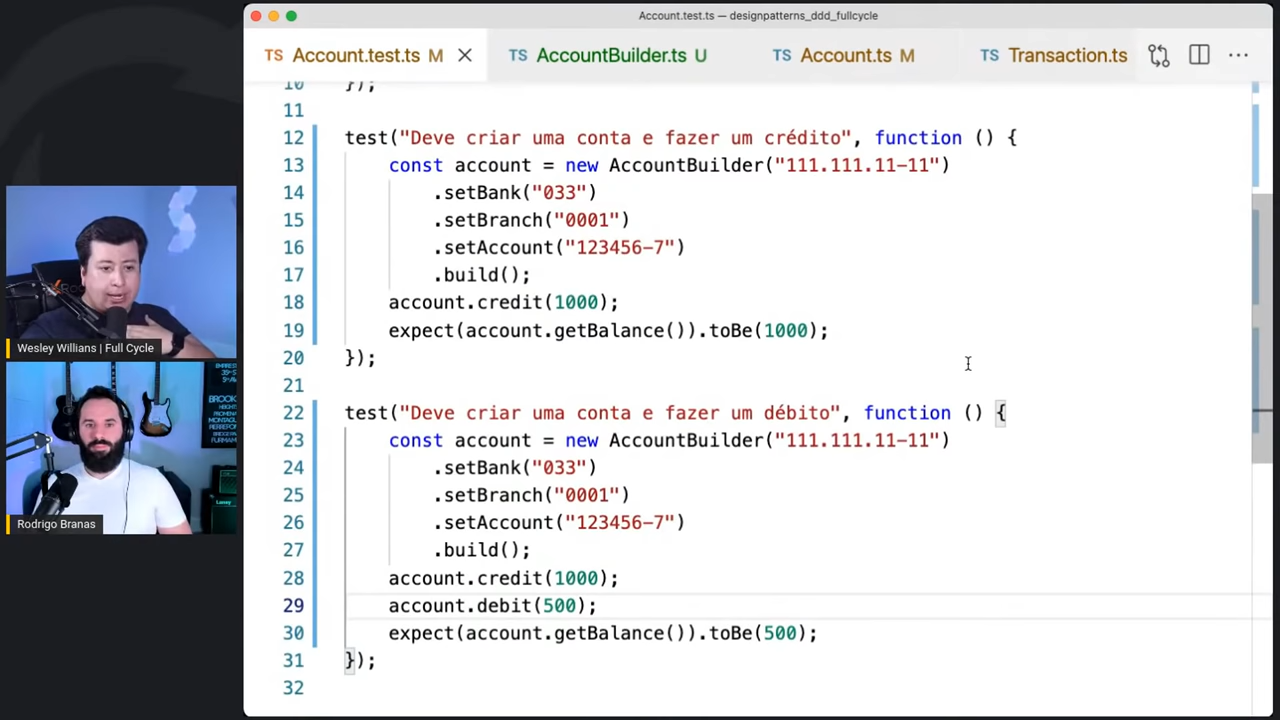 Account.test.ts — designpatterns_ddd_fullcycle
TS Account.test.ts M
TS AccountBuilder.ts U
TS Account.ts M
TS Transaction.ts
10 });
11
12 test("Deve criar uma conta e fazer um crédito", function () {
13 const account = new AccountBuilder("111.111.11-11")
14 .setBank("033")
15 .setBranch("0001")
16 .setAccount("123456-7")
17 .build();
18 account.credit(1000);
19 expect(account.getBalance()).toBe(1000);
20 });
21
22 test("Deve criar uma conta e fazer um débito", function () {
23 const account = new AccountBuilder("111.111.11-11")
24 .setBank("033")
25 .setBranch("0001")
26 .setAccount("123456-7")
27 .build();
28 account.credit(1000);
29 account.debit(500);
30 expect(account.getBalance()).toBe(500);
31 });
32
Wesley Willians | Full Cycle
BROOK
Laney
Rodrigo Branas